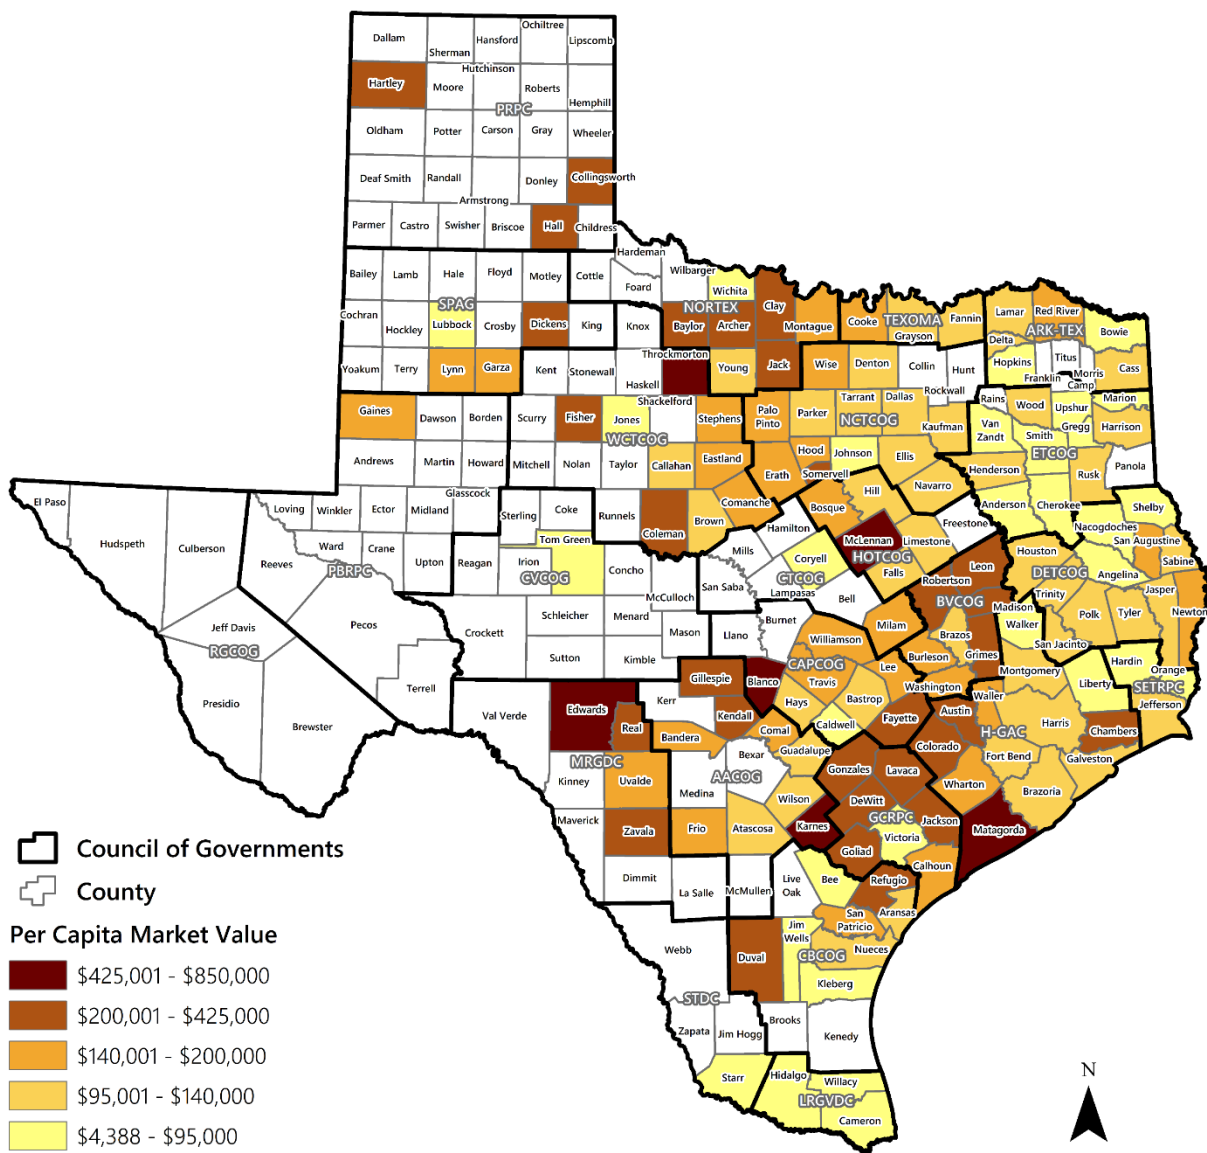 Dallam
Sherman
Hansford
Ochiltree
Lipscomb
Hartley
Moore
Hutchinson
Roberts
Hemphill
PRPC
Oldham
Potter
Carson
Gray
Wheeler
Deaf Smith
Randall
Armstrong
Donley
Collingsworth
Parmer
Castro
Swisher
Briscoe
Hall
Childress
Bailey
Lamb
Hale
Floyd
Motley
Cottle
Hardeman
Foard
Wilbarger
Wichita
Clay
Montague
Cooke
Grayson
TEXOMA
Fannin
Lamar
Red River
ARK-TEX
Bowie
Cochran
Hockley
SPAG
Lubbock
Crosby
Dickens
King
Knox
NORTEX
Baylor
Archer
Throckmorton
Young
Jack
Wise
Denton
Collin
Hunt
Rockwall
Delta
Hopkins
Franklin
Titus
Morris
Camp
Cass
Yoakum
Terry
Lynn
Garza
Kent
Stonewall
Haskell
Shackelford
Stephens
Palo
Pinto
Parker
Tarrant
Dallas
NCTCOG
Kaufman
Rains
Wood
Upshur
Marion
Gaines
Dawson
Borden
Scurry
Fisher
Jones
WCTCOG
Van
Zandt
Smith
Gregg
Harrison
ETCOG
Andrews
Martin
Howard
Mitchell
Nolan
Taylor
Callahan
Eastland
Erath
Hood
Somervell
Johnson
Ellis
Navarro
Henderson
Rusk
Panola
El Paso
Hudspeth
Culberson
Loving
Winkler
Ector
Midland
Glasscock
Sterling
Coke
Runnels
Coleman
Brown
Comanche
Hamilton
Bosque
Hill
Freestone
Anderson
Cherokee
Nacogdoches
Shelby
Reeves
Ward
Crane
Upton
PBRPC
Reagan
Irion
Tom Green
CVCOG
Concho
McCulloch
San Saba
Mills
Coryell
CTCOG
Lampasas
Bell
McLennan
HOTCOG
Limestone
Falls
Robertson
Leon
Houston
DETCOG
Trinity
Angelina
San
Augustine
Sabine
Jasper
Newton
Jeff Davis
RGCOG
Presidio
Brewster
Pecos
Terrell
Crockett
Schleicher
Sutton
Menard
Kimble
Mason
Llano
Burnet
Williamson
Milam
BVCOG
Brazos
Madison
Walker
Grimes
San Jacinto
Polk
Tyler
Hardin
Orange
SETRPC
Jefferson
Val Verde
Edwards
Real
MRGDC
Kinney
Uvalde
Kerr
Bandera
Gillespie
Kendall
Blanco
CAPCOG
Travis
Hays
Comal
Caldwell
Bastrop
Lee
Burleson
Washington
Fayette
Austin
Waller
Montgomery
Liberty
Harris
H-GAC
Chambers
Galveston
Fort Bend
Brazoria
Maverick
Zavala
Dimmit
Medina
Frio
La Salle
Bexar
AACOG
Atascosa
McMullen
Guadalupe
Wilson
Karnes
Gonzales
Lavaca
Colorado
Wharton
Matagorda
DeWitt
GCRPC
Victoria
Jackson
Goliad
Calhoun
Live
Oak
Bee
Refugio
Aransas
San
Patricio
Nueces
Webb
STDC
Duval
Jim
Wells
CBCOG
Kleberg
Zapata
Jim Hogg
Brooks
Kenedy
Starr
Hidalgo
Willacy
LRGVDC
Cameron
N
Council of Governments
County
Per Capita Market Value
$425,001 - $850,000
$200,001 - $425,000
$140,001 - $200,000
$95,001 - $140,000
$4,388 - $95,000